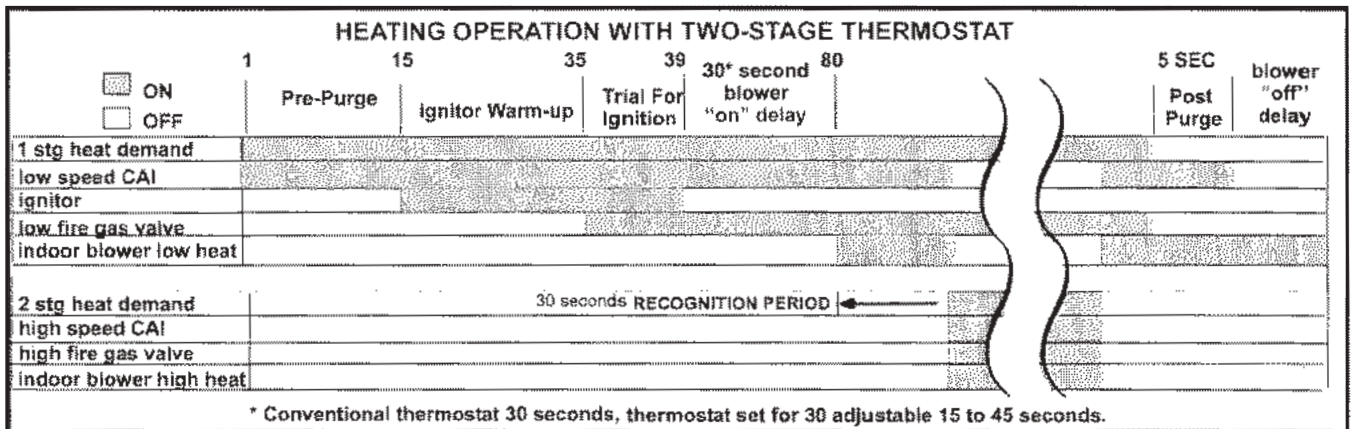 HEATING OPERATION WITH TWO-STAGE THERMOSTAT
1 15 35 39 80 5 SEC
ON
OFF
Pre-Purge
Ignitor Warm-up
Trial For
Ignition
30* second
blower
"on" delay
Post
Purge
blower
"off"
delay
1 stg heat demand
low speed CAI
ignitor
low fire gas valve
indoor blower low heat
2 stg heat demand
30 seconds RECOGNITION PERIOD
high speed CAI
high fire gas valve
indoor blower high heat
* Conventional thermostat 30 seconds, thermostat set for 30 adjustable 15 to 45 seconds.